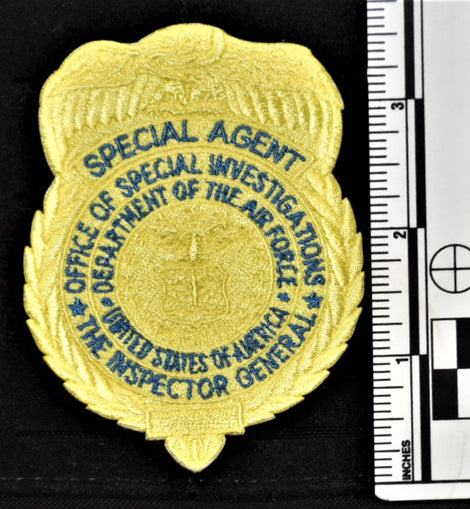 SPECIAL AGENT
OFFICE OF SPECIAL INVESTIGATIONS
DEPARTMENT OF THE AIR FORCE
UNITED STATES OF AMERICA
THE INSPECTOR GENERAL
3
2
1
INCHES